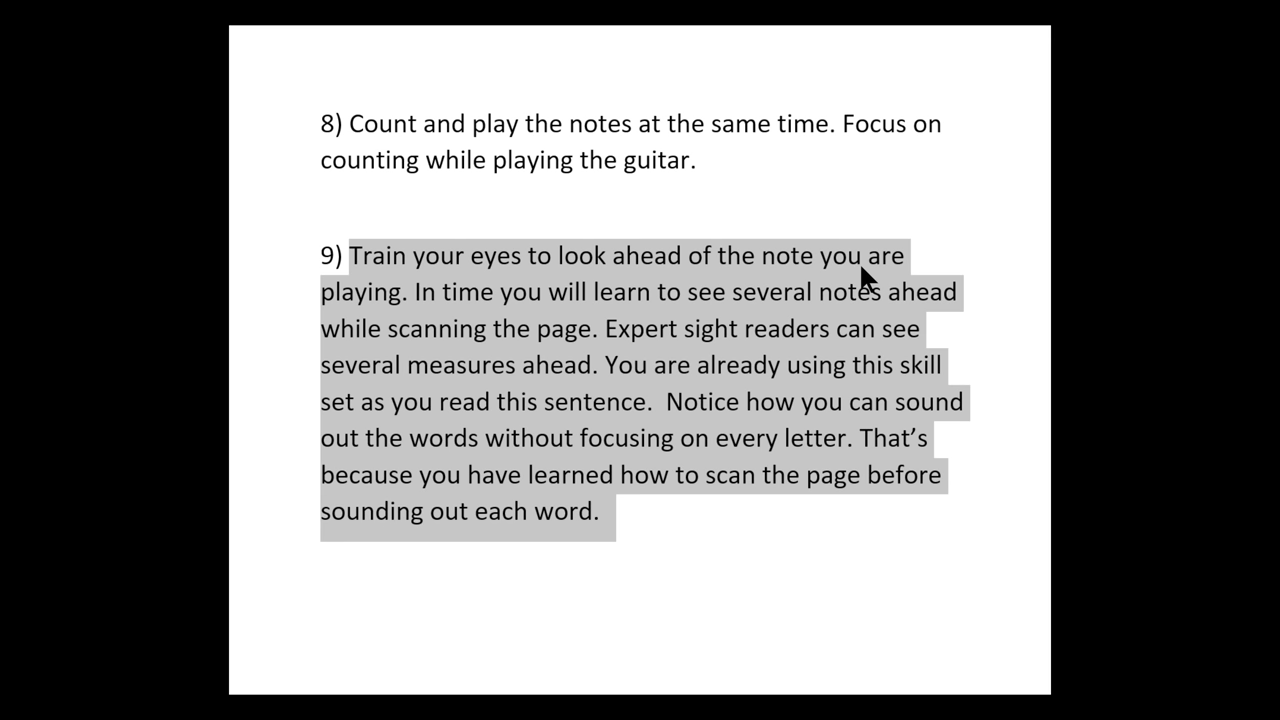 8) Count and play the notes at the same time. Focus on
counting while playing the guitar.
9) Train your eyes to look ahead of the note you are
playing. In time you will learn to see several notes ahead
while scanning the page. Expert sight readers can see
several measures ahead. You are already using this skill
set as you read this sentence.  Notice how you can sound
out the words without focusing on every letter. That’s
because you have learned how to scan the page before
sounding out each word.